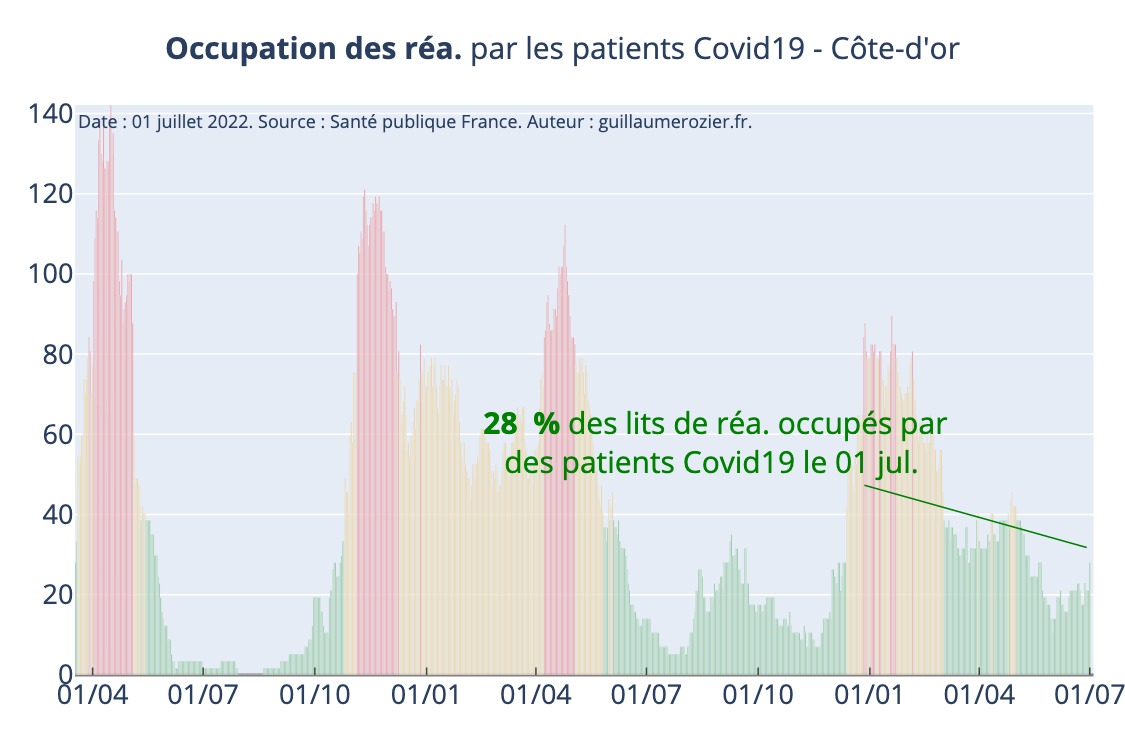 Occupation des réa. par les patients Covid19 - Côte-d'or
140
Date : 01 juillet 2022. Source : Santé publique France. Auteur : guillaumerozier.fr.
120
100
80
28 % des lits de réa. occupés par
60
des patients Covid19 le 01 jul.
40
20
0
01/04 01/07 01/10 01/01 01/04 01/07 01/10 01/01 01/04 01/07